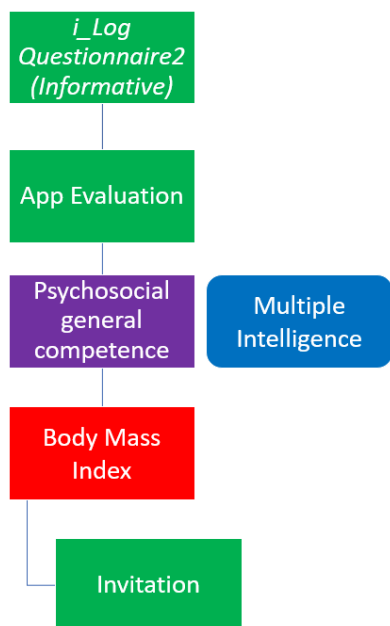 i_Log
Questionnaire2
(Informative)
App Evaluation
Psychosocial
general
competence
Multiple
Intelligence
Body Mass
Index
Invitation